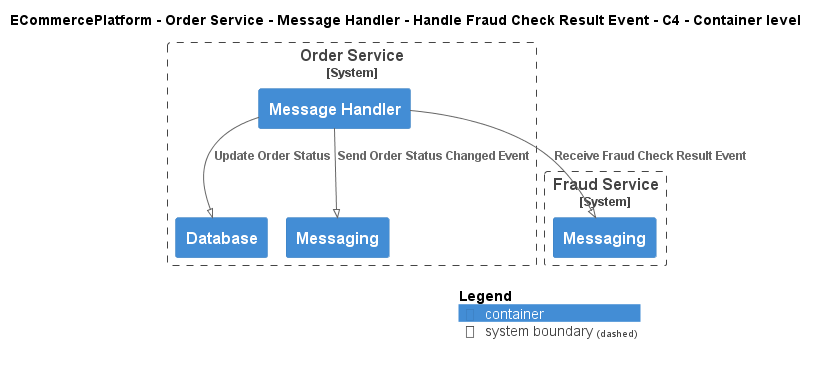 ECommercePlatform - Order Service - Message Handler - Handle Fraud Check Result Event - C4 - Container level
Order Service
[System]
Message Handler
Update Order Status
Send Order Status Changed Event
Receive Fraud Check Result Event
Fraud Service
[System]
Database
Messaging
Messaging
Legend
container
system boundary (dashed)